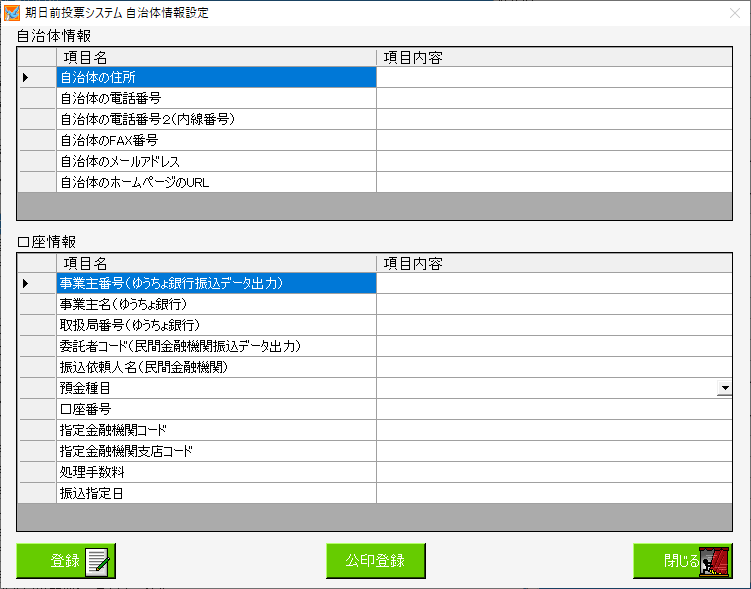 期日前投票システム 自治体情報設定
自治体情報
項目名 項目内容
自治体の住所
自治体の電話番号
自治体の電話番号2(内線番号)
自治体のFAX番号
自治体のメールアドレス
自治体のホームページのURL
口座情報
項目名 項目内容
事業主番号(ゆうちょ銀行振込データ出力)
事業主名(ゆうちょ銀行)
取扱局番号(ゆうちょ銀行)
委託者コード(民間金融機関振込データ出力)
振込依頼人名(民間金融機関)
預金種目
口座番号
指定金融機関コード
指定金融機関支店コード
処理手数料
振込指定日
登録 公印登録 閉じる